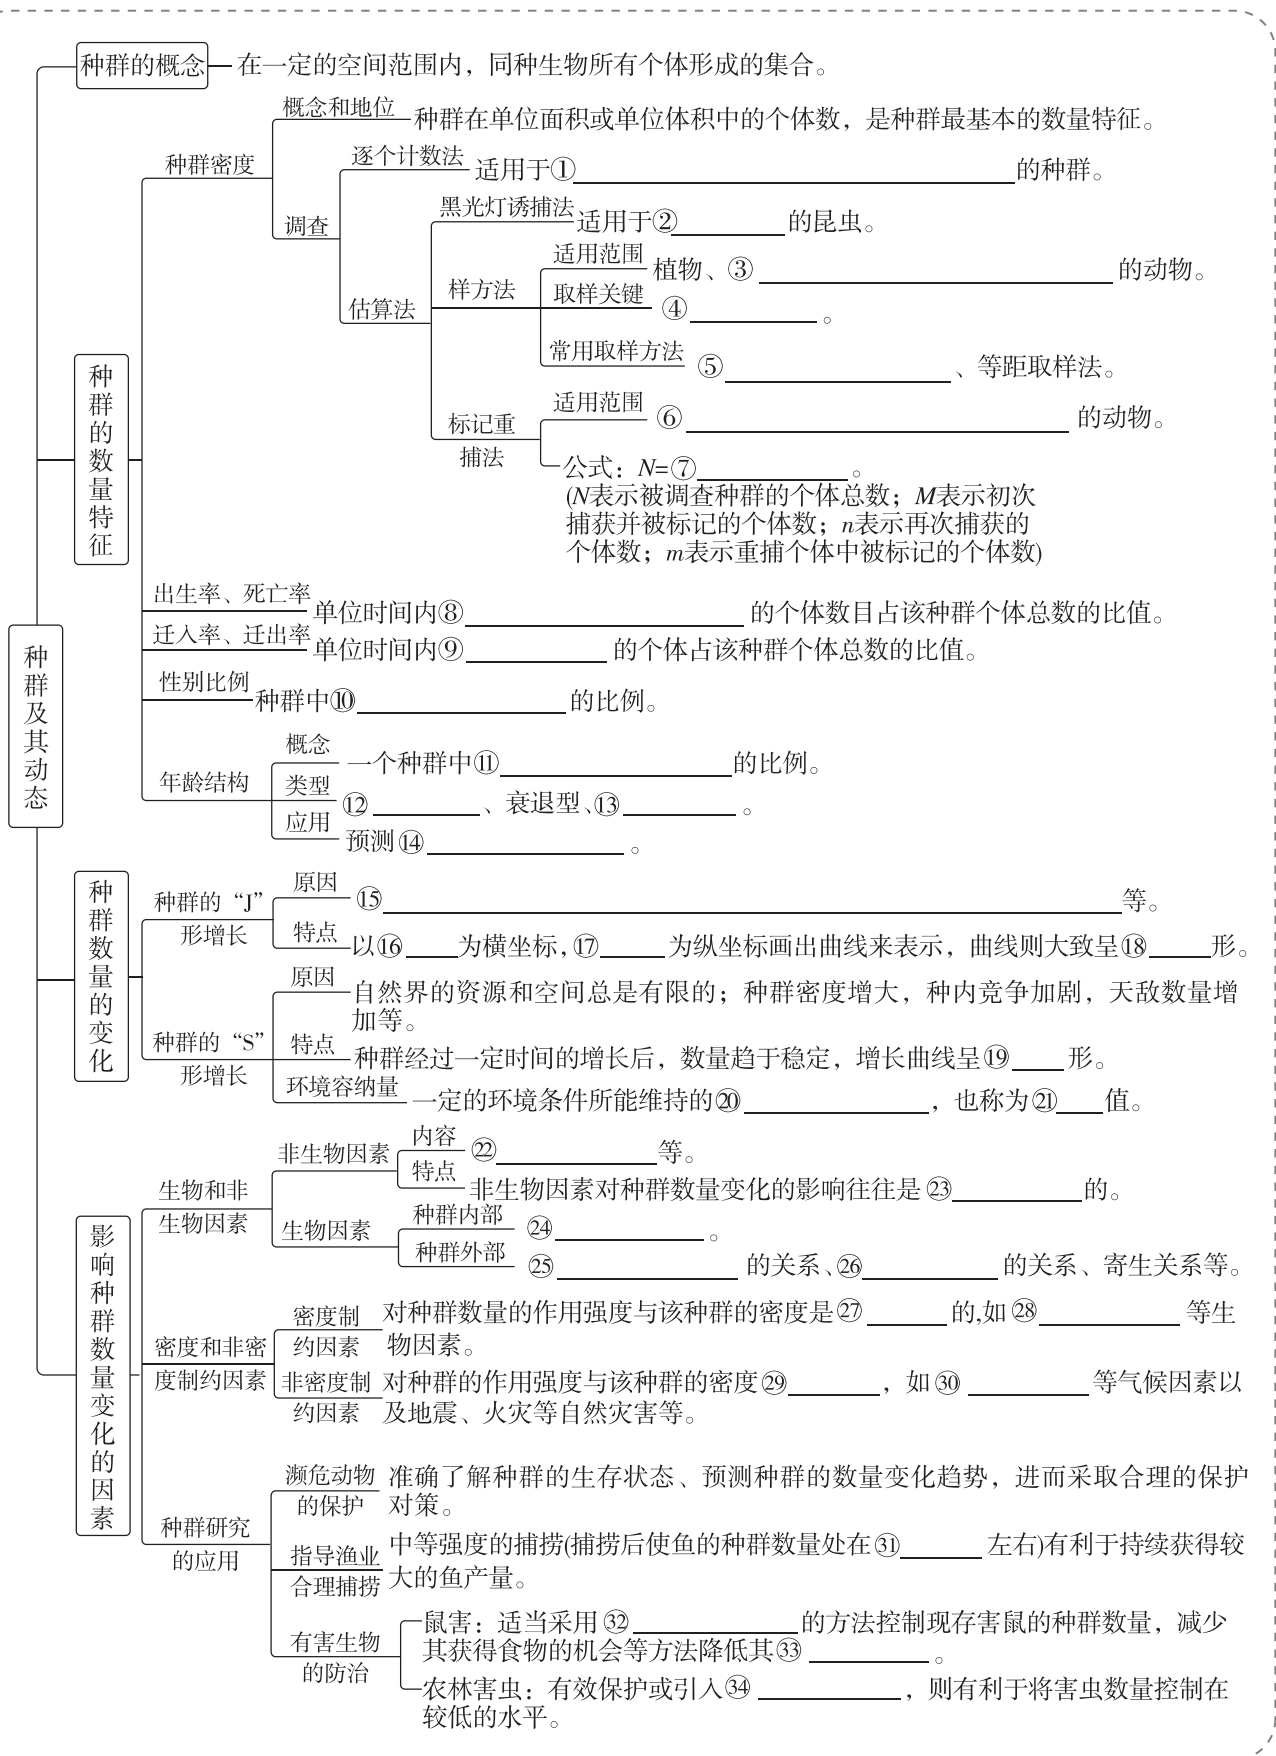 种群的概念 在一定的空间范围内，同种生物所有个体形成的集合。
概念和地位 种群在单位面积或单位体积中的个体数，是种群最基本的数量特征。
种群密度
逐个计数法 适用于①的种群。
调查
黑光灯诱捕法 适用于②的昆虫。
估算法
样方法
适用范围 植物、③的动物。
取样关键 ④。
常用取样方法 ⑤、等距取样法。
标记重
捕法
适用范围 ⑥的动物。
公式：N=⑦。
(N表示被调查种群的个体总数；M表示初次
捕获并被标记的个体数；n表示再次捕获的
个体数；m表示重捕个体中被标记的个体数)
种群的数量特征
出生率、死亡率 单位时间内⑧的个体数目占该种群个体总数的比值。
迁入率、迁出率 单位时间内⑨的个体占该种群个体总数的比值。
性别比例 种群中⑩的比例。
年龄结构
概念 一个种群中⑪的比例。
类型 ⑫、衰退型、⑬。
应用 预测⑭。
种群及其动态
种群数量的变化
种群的“J”
形增长
原因 ⑮等。
特点 以⑯为横坐标，⑰为纵坐标画出曲线来表示，曲线则大致呈⑱形。
种群的“S”
形增长
原因 自然界的资源和空间总是有限的；种群密度增大，种内竞争加剧，天敌数量增
加等。
特点 种群经过一定时间的增长后，数量趋于稳定，增长曲线呈⑲形。
环境容纳量 一定的环境条件所能维持的⑳，也称为㉑值。
影响种群数量变化的因素
生物和非
生物因素
非生物因素
内容 ㉒等。
特点 非生物因素对种群数量变化的影响往往是㉓的。
生物因素
种群内部 ㉔。
种群外部 ㉕的关系、㉖的关系、寄生关系等。
密度和非密
度制约因素
密度制
约因素
对种群数量的作用强度与该种群的密度是㉗的,如㉘等生
物因素。
非密度制
约因素
对种群的作用强度与该种群的密度㉙，如㉚等气候因素以
及地震、火灾等自然灾害等。
种群研究
的应用
濒危动物
的保护
准确了解种群的生存状态、预测种群的数量变化趋势，进而采取合理的保护
对策。
指导渔业
合理捕捞
中等强度的捕捞(捕捞后使鱼的种群数量处在㉛左右)有利于持续获得较
大的鱼产量。
有害生物
的防治
鼠害：适当采用㉜的方法控制现存害鼠的种群数量，减少
其获得食物的机会等方法降低其㉝。
农林害虫：有效保护或引入㉞，则有利于将害虫数量控制在
较低的水平。